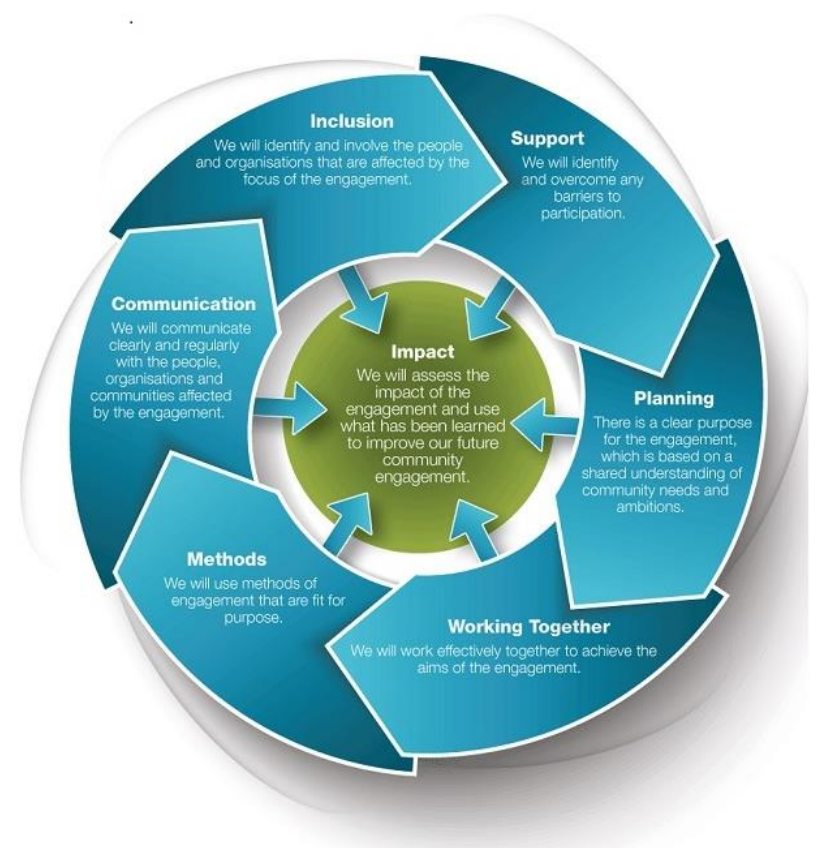 Inclusion
We will identify and involve the people
and organisations that are affected by the
focus of the engagement.
Support
We will identify
and overcome any
barriers to
participation.
Planning
There is a clear purpose
for the engagement,
which is based on a
shared understanding of
community needs and
ambitions.
Working Together
We will work effectively together to achieve the
aims of the engagement.
Methods
We will use methods of
engagement that are fit for
purpose.
Communication
We will communicate
clearly and regularly
with the people,
organisations and
communities affected
by the engagement.
Impact
We will assess the
impact of the
engagement and use
what has been learned
to improve our future
community
engagement.